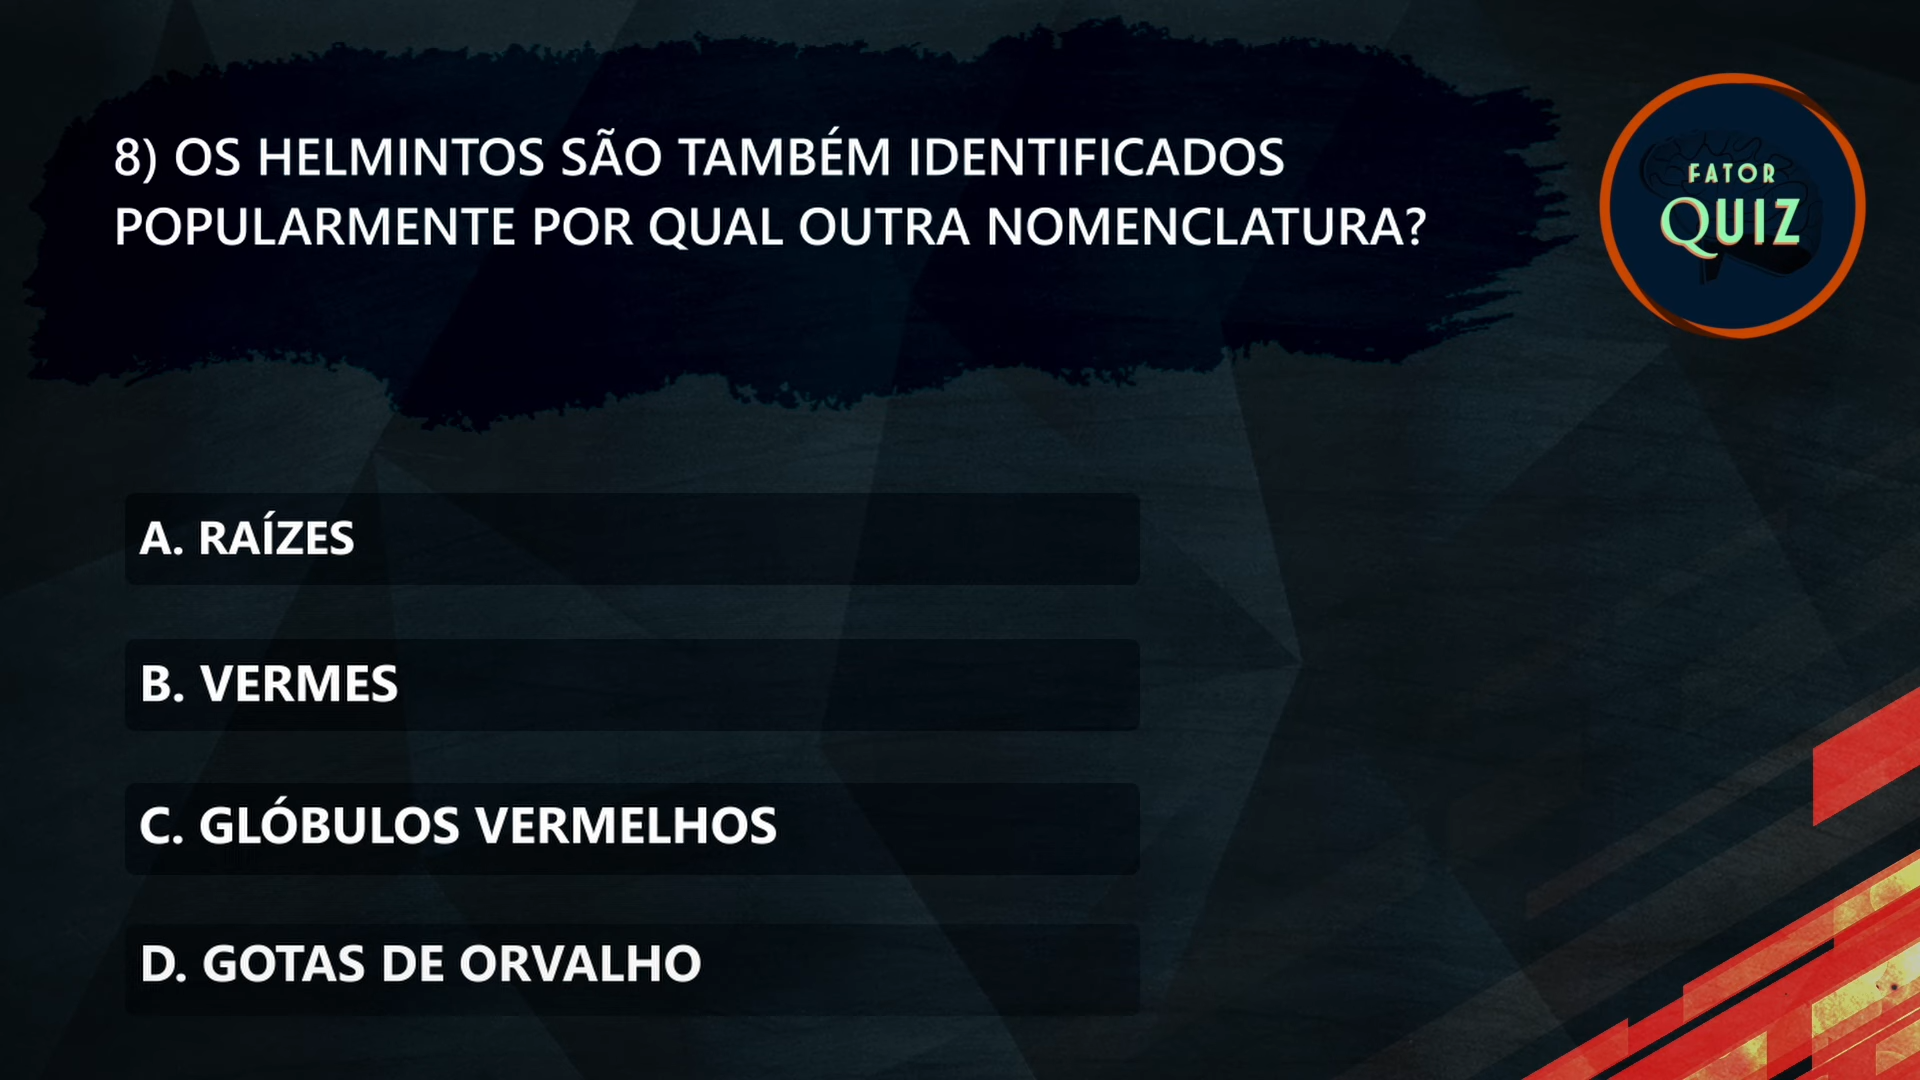 8) OS HELMINTOS SÃO TAMBÉM IDENTIFICADOS
POPULARMENTE POR QUAL OUTRA NOMENCLATURA?
FATOR
QUIZ
A. RAÍZES
B. VERMES
C. GLÓBULOS VERMELHOS
D. GOTAS DE ORVALHO